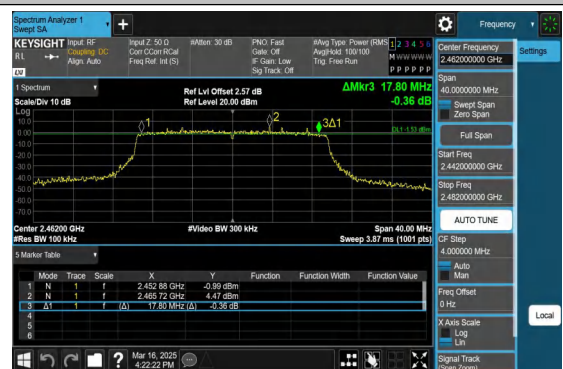 Spectrum Analyzer 1
Swept SA
+
Frequency
KEYSIGHT
Input: RF
Input Z: 50 Ω
#Atten: 30 dB
PNO: Fast
#Avg Type: Power (RMS
1 2 3 4 5 6
RL
Coupling: DC
Corr CCorr RCal
Gate: Off
Avg|Hold: 100/100
M W W W W W
Align: Auto
Freq Ref: Int (S)
IF Gain: Low
Trig: Free Run
P P P P P P
Sig Track: Off
LXI
Settings
Center Frequency
2.462000000 GHz
Span
40.0000000 MHz
Swept Span
Zero Span
Full Span
Start Freq
2.442000000 GHz
Stop Freq
2.482000000 GHz
AUTO TUNE
CF Step
4.000000 MHz
Auto
Man
Freq Offset
0 Hz
X Axis Scale
Log
Lin
Signal Track
(Span Zoom)
Local
1 Spectrum
Ref Lvl Offset 2.57 dB
ΔMkr3 17.80 MHz
Scale/Div 10 dB
Ref Level 20.00 dBm
-0.36 dB
Log
10.0
0.00
-10.0
-20.0
-30.0
-40.0
-50.0
-60.0
-70.0
1
2
3Δ1
DL1 -1.53 dBm
Center 2.46200 GHz
#Video BW 300 kHz
Span 40.00 MHz
#Res BW 100 kHz
Sweep 3.87 ms (1001 pts)
5 Marker Table
Mode Trace Scale X Y Function Function Width Function Value
1 N 1 f 2.452 88 GHz -0.99 dBm
2 N 1 f 2.465 72 GHz 4.47 dBm
3 Δ1 1 f (Δ) 17.80 MHz (Δ) -0.36 dB
4
5
6
?
Mar 16, 2025
4:22:22 PM